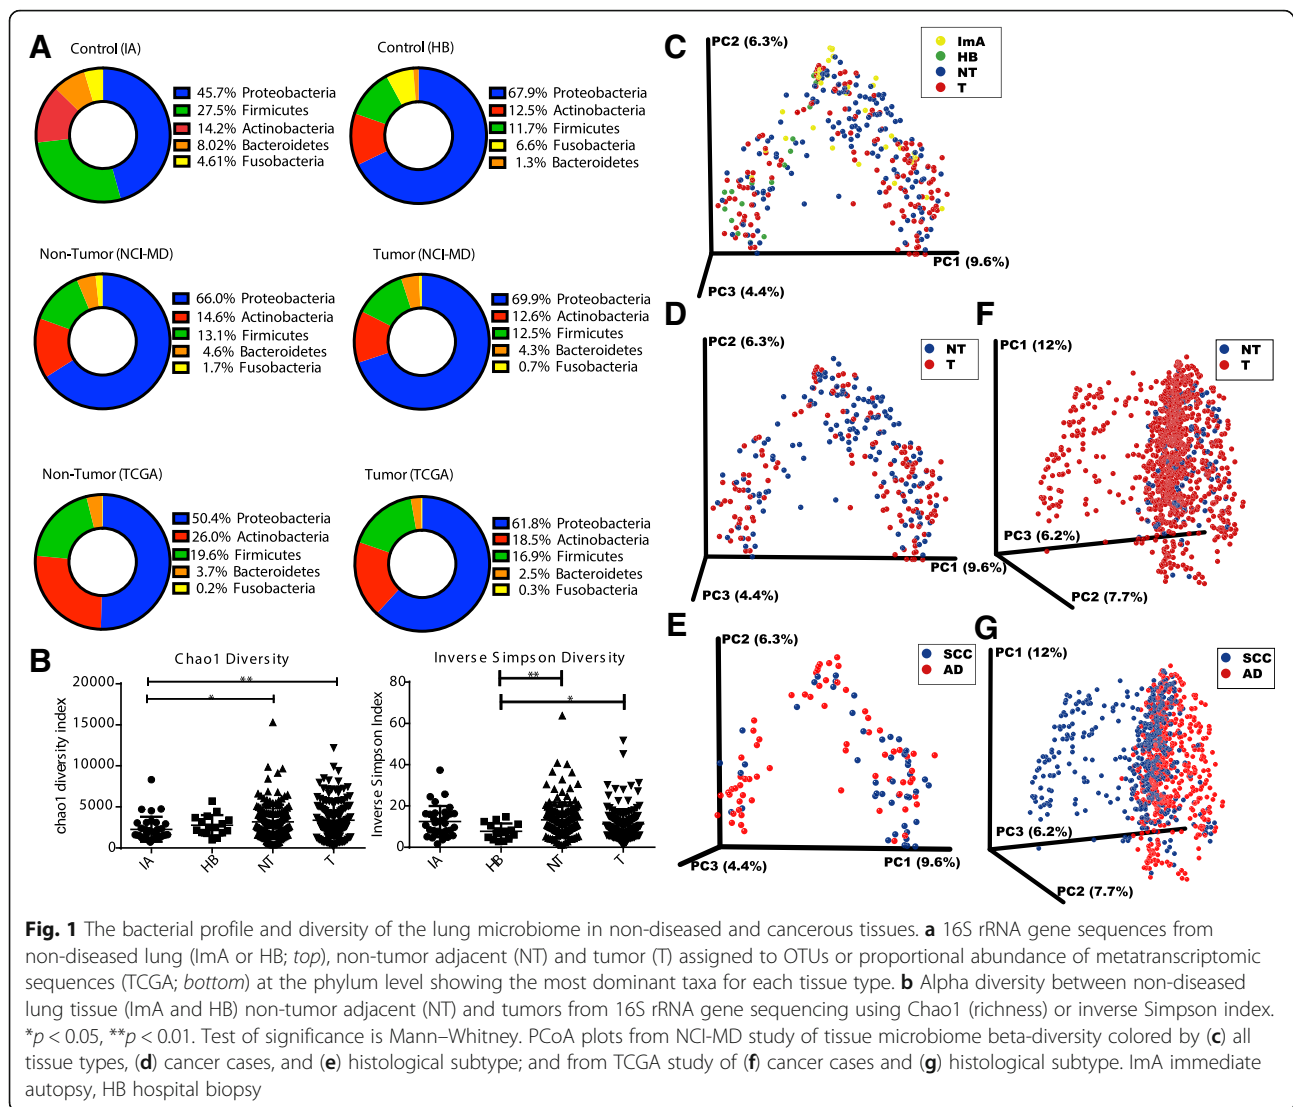 A
Control (IA)
45.7% Proteobacteria
27.5% Firmicutes
14.2% Actinobacteria
8.02% Bacteroidetes
4.61% Fusobacteria
Control (HB)
67.9% Proteobacteria
12.5% Actinobacteria
11.7% Firmicutes
6.6% Fusobacteria
1.3% Bacteroidetes
Non-Tumor (NCI-MD)
66.0% Proteobacteria
14.6% Actinobacteria
13.1% Firmicutes
4.6% Bacteroidetes
1.7% Fusobacteria
Tumor (NCI-MD)
69.9% Proteobacteria
12.6% Actinobacteria
12.5% Firmicutes
4.3% Bacteroidetes
0.7% Fusobacteria
Non-Tumor (TCGA)
50.4% Proteobacteria
26.0% Actinobacteria
19.6% Firmicutes
3.7% Bacteroidetes
0.2% Fusobacteria
Tumor (TCGA)
61.8% Proteobacteria
18.5% Actinobacteria
16.9% Firmicutes
2.5% Bacteroidetes
0.3% Fusobacteria
B
Chao1 Diversity
chao1 diversity index
20000
15000
10000
5000
0
*
**
IA
HB
NT
T
Inverse Simpson Diversity
Inverse Simpson Index
80
60
40
20
0
**
*
IA
HB
NT
T
C
PC2 (6.3%)
ImA
HB
NT
T
PC1 (9.6%)
PC3 (4.4%)
D
PC2 (6.3%)
NT
T
PC1 (9.6%)
PC3 (4.4%)
E
PC2 (6.3%)
SCC
AD
PC1 (9.6%)
PC3 (4.4%)
F
PC1 (12%)
NT
T
PC3 (6.2%)
PC2 (7.7%)
G
PC1 (12%)
SCC
AD
PC3 (6.2%)
PC2 (7.7%)
Fig. 1 The bacterial profile and diversity of the lung microbiome in non-diseased and cancerous tissues. a 16S rRNA gene sequences from
non-diseased lung (ImA or HB; top), non-tumor adjacent (NT) and tumor (T) assigned to OTUs or proportional abundance of metatranscriptomic
sequences (TCGA; bottom) at the phylum level showing the most dominant taxa for each tissue type. b Alpha diversity between non-diseased
lung tissue (ImA and HB) non-tumor adjacent (NT) and tumors from 16S rRNA gene sequencing using Chao1 (richness) or inverse Simpson index.
*p < 0.05, **p < 0.01. Test of significance is Mann–Whitney. PCoA plots from NCI-MD study of tissue microbiome beta-diversity colored by (c) all
tissue types, (d) cancer cases, and (e) histological subtype; and from TCGA study of (f) cancer cases and (g) histological subtype. ImA immediate
autopsy, HB hospital biopsy